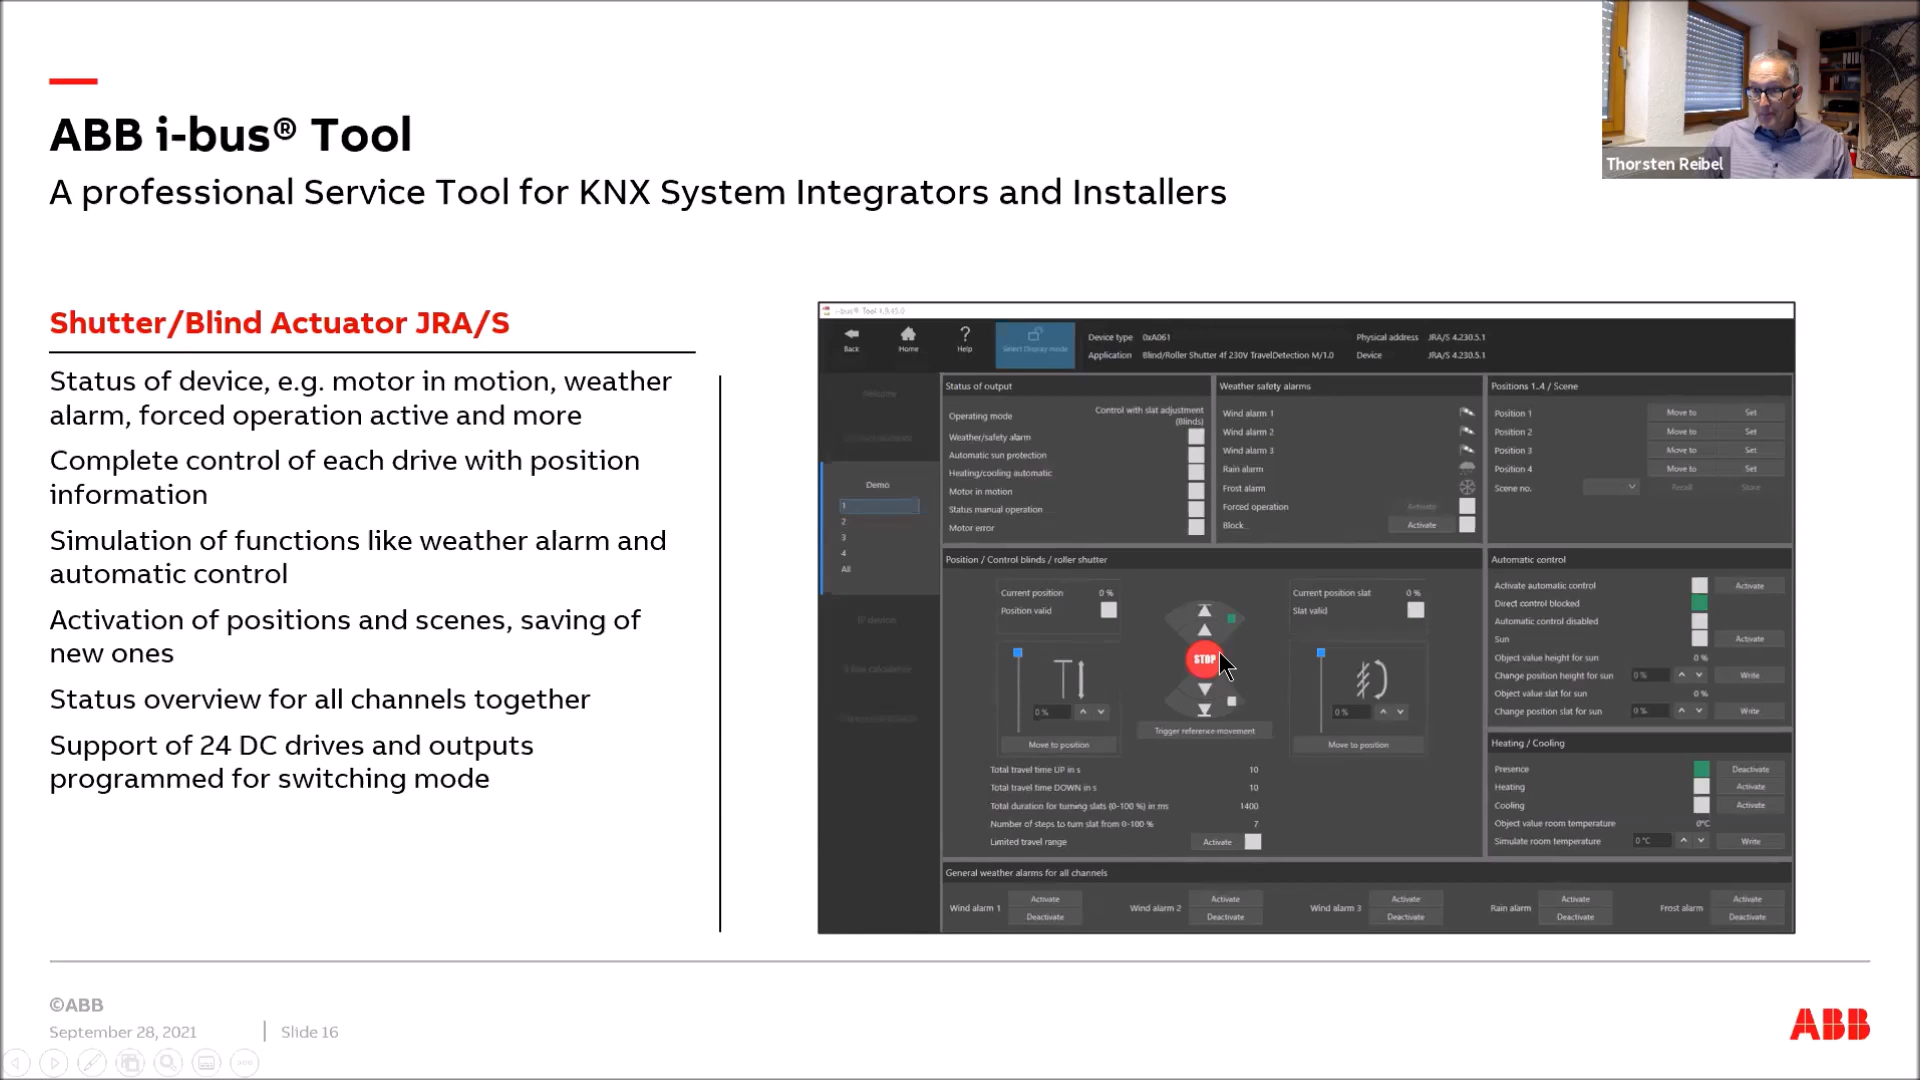 Thorsten Reibel
ABB i-bus® Tool
A professional Service Tool for KNX System Integrators and Installers
Shutter/Blind Actuator JRA/S
Status of device, e.g. motor in motion, weather
alarm, forced operation active and more
Complete control of each drive with position
information
Simulation of functions like weather alarm and
automatic control
Activation of positions and scenes, saving of
new ones
Status overview for all channels together
Support of 24 DC drives and outputs
programmed for switching mode
i-bus® Tool 1.9.45.0
Back
Home
Help
Select Display mode
Device type 0xA061
Physical address JRA/S 4.230.5.1
Application Blind/Roller Shutter 4f 230V TravelDetection M/1.0
Device JRA/S 4.230.5.1
Welcome
Demo
1
2
3
4
All
Status of output
Operating mode Control with slat adjustment
(Blinds)
Weather/safety alarm
Automatic sun protection
Heating/cooling automatic
Motor in motion
Status manual operation
Motor error
Weather safety alarms
Wind alarm 1
Wind alarm 2
Wind alarm 3
Rain alarm
Frost alarm
Forced operation Activate
Block... Activate
Positions 1..4 / Scene
Position 1 Move to Set
Position 2 Move to Set
Position 3 Move to Set
Position 4 Move to Set
Scene no. Recall Store
Position / Control blinds / roller shutter
Current position 0 %
Position valid
0 %
Move to position
STOP
Trigger reference movement
Current position slat 0 %
Slat valid
0 %
Move to position
Total travel time UP in s 10
Total travel time DOWN in s 10
Total duration for turning slats (0-100 %) in ms 1400
Number of steps to turn slat from 0-100 % 7
Limited travel range Activate
Automatic control
Activate automatic control Activate
Direct control blocked
Automatic control disabled
Sun Activate
Object value height for sun 0 %
Change position height for sun 0 % Write
Object value slat for sun 0 %
Change position slat for sun 0 % Write
Heating / Cooling
Presence Deactivate
Heating Activate
Cooling Activate
Object value room temperature 0°C
Simulate room temperature 0 °C Write
General weather alarms for all channels
Wind alarm 1 Activate
Deactivate
Wind alarm 2 Activate
Deactivate
Wind alarm 3 Activate
Deactivate
Rain alarm Activate
Deactivate
Frost alarm Activate
Deactivate
©ABB
September 28, 2021 | Slide 16
ABB